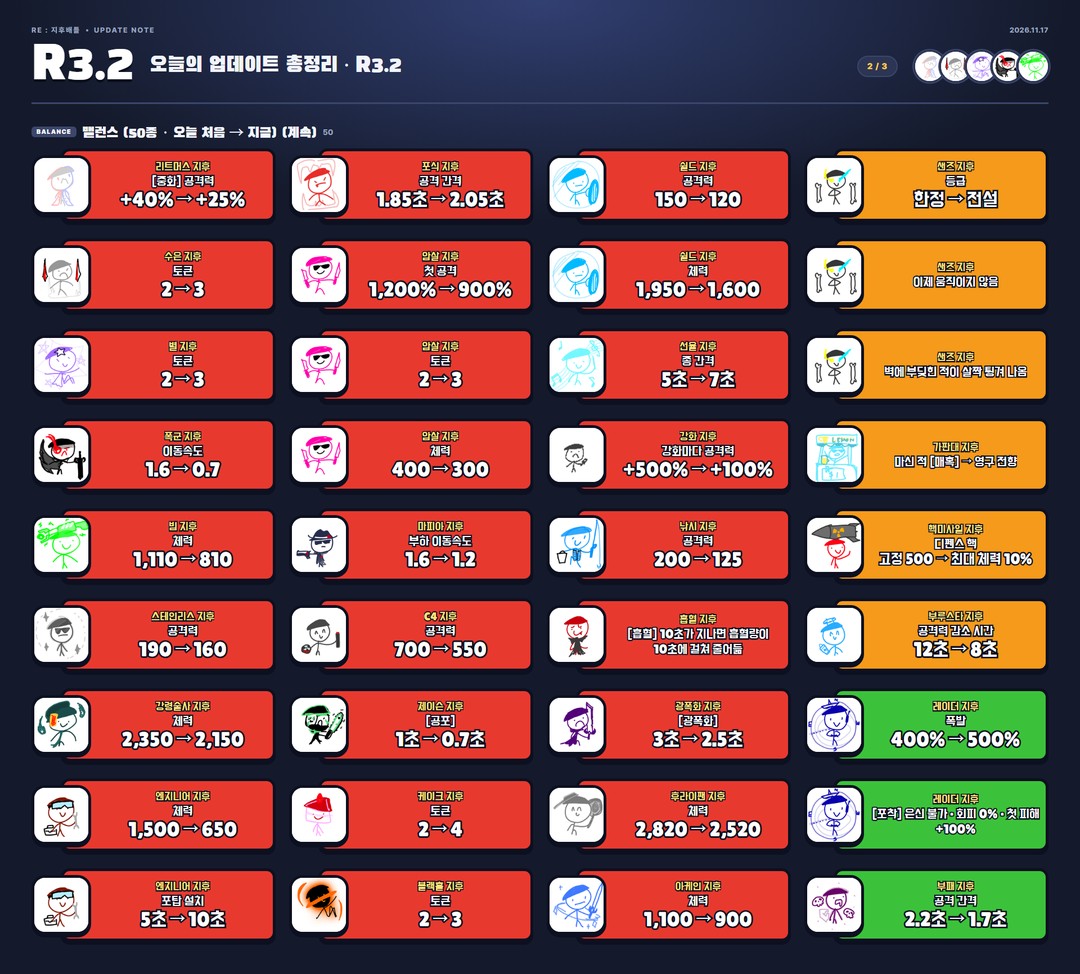 RE : 지후배틀 • UPDATE NOTE
2026.11.17
R3.2 오늘의 업데이트 총정리 · R3.2
2 / 3
BALANCE 밸런스 (50종 · 오늘 처음 → 지금) (계속) 50
리트머스 지후
[중화] 공격력
+40% → +25%
포식 지후
공격 간격
1.85초 → 2.05초
쉴드 지후
공격력
150 → 120
샌즈 지후
등급
한정 → 전설
수은 지후
토큰
2 → 3
암살 지후
첫 공격
1,200% → 900%
쉴드 지후
체력
1,950 → 1,600
샌즈 지후
이제 움직이지 않음
별 지후
토큰
2 → 3
암살 지후
토큰
2 → 3
선율 지후
종 간격
5초 → 7초
샌즈 지후
벽에 부딪힌 적이 살짝 튕겨 나옴
폭군 지후
이동속도
1.6 → 0.7
암살 지후
체력
400 → 300
강화 지후
강화마다 공격력
+500% → +100%
가판대 지후
마신 적 [매혹] → 영구 전향
LEMON
빔 지후
체력
1,110 → 810
마피아 지후
부하 이동속도
1.6 → 1.2
낚시 지후
공격력
200 → 125
핵미사일 지후
디펜스 핵
고정 500 → 최대 체력 10%
스테인리스 지후
공격력
190 → 160
C4 지후
공격력
700 → 550
흡혈 지후
[흡혈] 10초가 지나면 흡혈량이
10초에 걸쳐 줄어듦
부루스타 지후
공격력 감소 시간
12초 → 8초
강령술사 지후
체력
2,350 → 2,150
제이슨 지후
[공포]
1초 → 0.7초
광폭화 지후
[광폭화]
3초 → 2.5초
레이더 지후
폭발
400% → 500%
엔지니어 지후
체력
1,500 → 650
케이크 지후
토큰
2 → 4
후라이팬 지후
체력
2,820 → 2,520
레이더 지후
[포착] 은신 불가 · 회피 0% · 첫 피해
+100%
엔지니어 지후
포탑 설치
5초 → 10초
블랙홀 지후
토큰
2 → 3
아케인 지후
체력
1,100 → 900
부패 지후
공격 간격
2.2초 → 1.7초